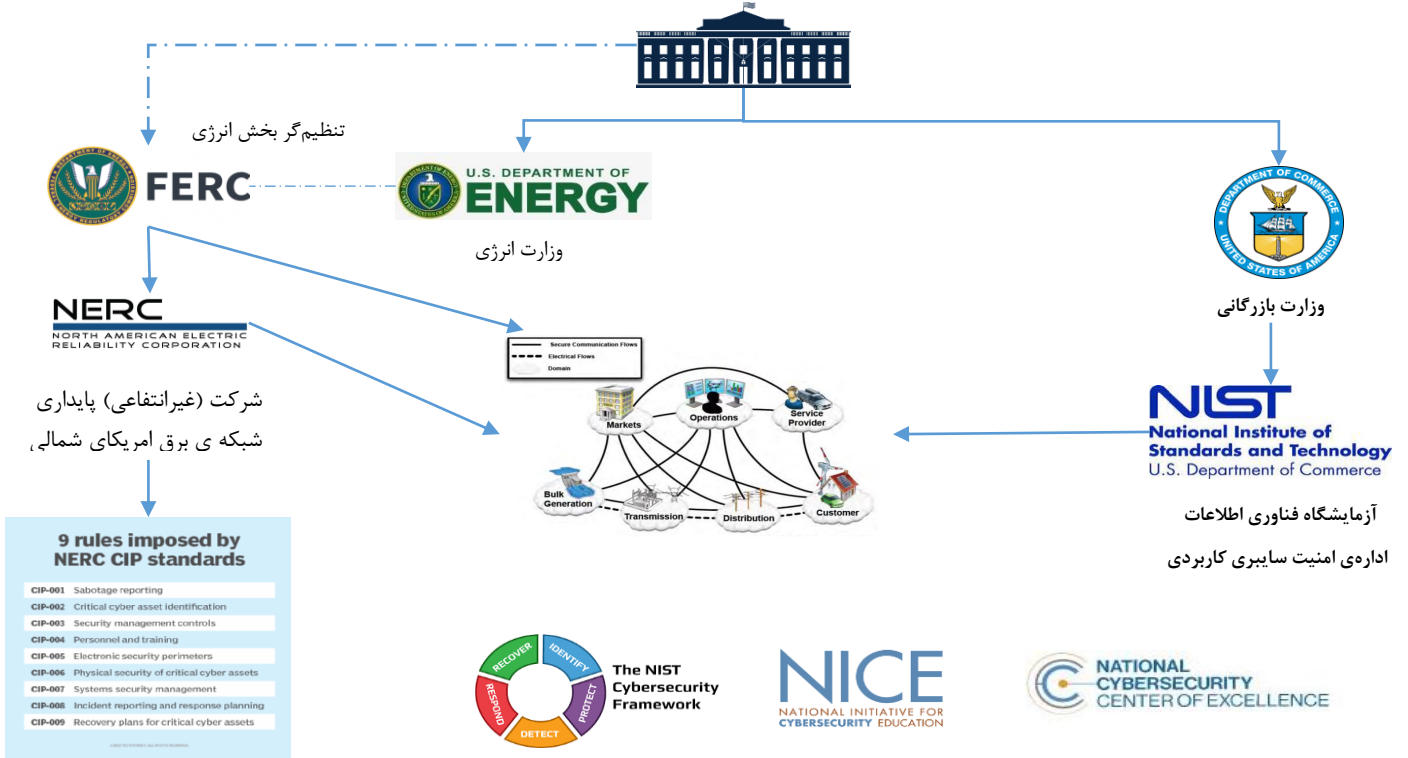 تنظیم‌گر بخش انرژی
FERC
U.S. DEPARTMENT OF
ENERGY
وزارت انرژی
DEPARTMENT OF COMMERCE
UNITED STATES OF AMERICA
وزارت بازرگانی
NERC
NORTH AMERICAN ELECTRIC
RELIABILITY CORPORATION
شرکت (غیرانتفاعی) پایداری
شبکه ی برق امریکای شمالی
Secure Communication Flows
Electrical Flows
Domain
Markets
Operations
Service
Provider
Bulk
Generation
Transmission
Distribution
Customer
NIST
National Institute of
Standards and Technology
U.S. Department of Commerce
آزمایشگاه فناوری اطلاعات
اداره‌ی امنیت سایبری کاربردی
9 rules imposed by
NERC CIP standards
CIP-001 Sabotage reporting
CIP-002 Critical cyber asset identification
CIP-003 Security management controls
CIP-004 Personnel and training
CIP-005 Electronic security perimeters
CIP-006 Physical security of critical cyber assets
CIP-007 Systems security management
CIP-008 Incident reporting and response planning
CIP-009 Recovery plans for critical cyber assets
RECOVER
IDENTIFY
PROTECT
DETECT
RESPOND
The NIST
Cybersecurity
Framework
NICE
NATIONAL INITIATIVE FOR
CYBERSECURITY EDUCATION
NATIONAL
CYBERSECURITY
CENTER OF EXCELLENCE